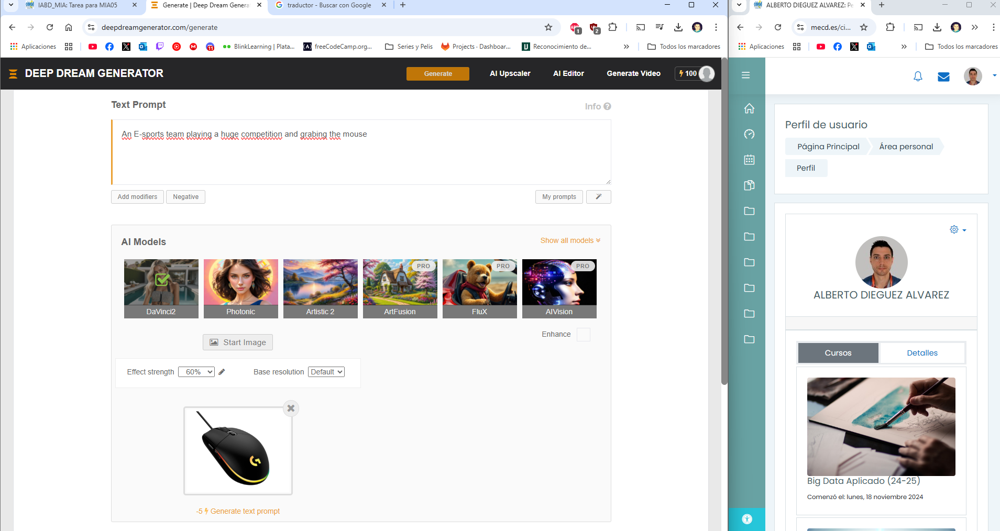 IABD_MIA: Tarea para MIA05
Generate | Deep Dream Genera
traductor - Buscar con Google
deepdreamgenerator.com/generate
1
2
Aplicaciones
11
BlinkLearning | Plata...
freeCodeCamp.org...
Series y Pelis
Projects · Dashboar...
Reconocimiento de...
Todos los marcadores
DEEP DREAM GENERATOR
Generate
AI Upscaler
AI Editor
Generate Video
100
Text Prompt
Info
An E-sports team playing a huge competition and grabing the mouse
Add modifiers
Negative
My prompts
AI Models
Show all models
PRO
PRO
PRO
DaVinci2
Photonic
Artistic 2
ArtFusion
FluX
AIVision
Start Image
Enhance
Effect strength
60%
Base resolution
Default
G
-5 Generate text prompt
ALBERTO DIEGUEZ ALVAREZ: Pe
mecd.es/ci...
Aplicaciones
Todos los marcadores
Perfil de usuario
Página Principal
Área personal
Perfil
ALBERTO DIEGUEZ ALVAREZ
Cursos
Detalles
Big Data Aplicado (24-25)
Comenzó el: lunes, 18 noviembre 2024